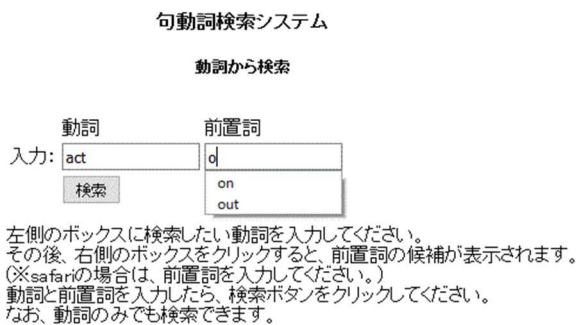 句動詞検索システム
動詞から検索
動詞 前置詞
入力: act o
on
検索
out
左側のボックスに検索したい動詞を入力してください。
その後、右側のボックスをクリックすると、前置詞の候補が表示されます。
(※safariの場合は、前置詞を入力してください。)
動詞と前置詞を入力したら、検索ボタンをクリックしてください。
なお、動詞のみでも検索できます。